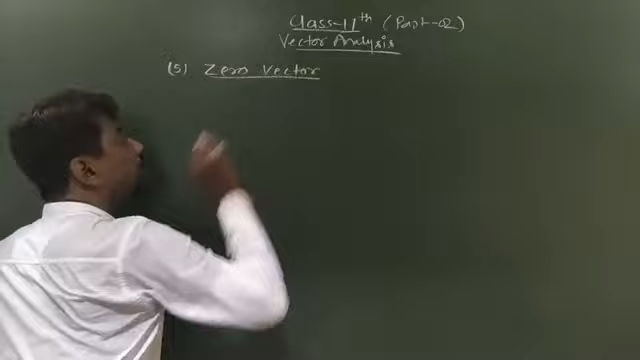 Class-11th (Part-02)
Vector Analysis
(5) Zero Vector